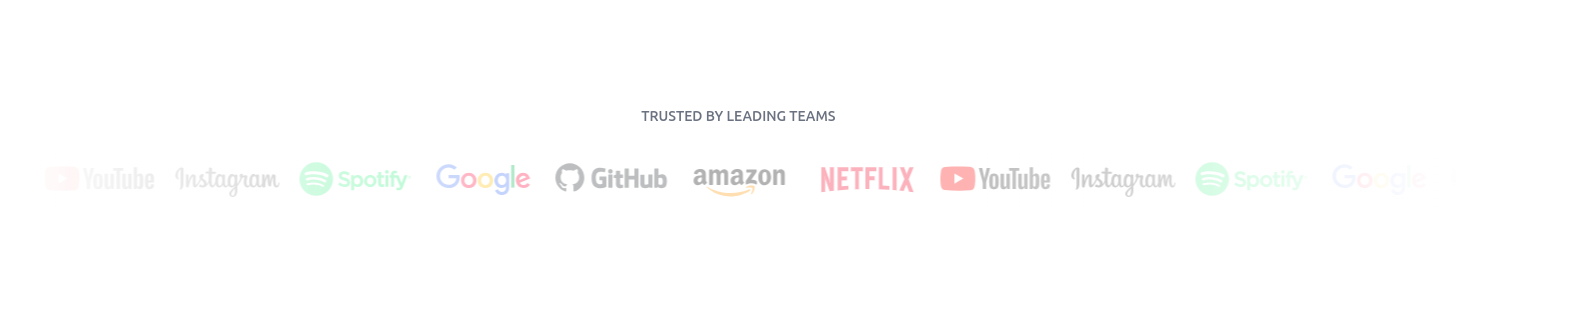 TRUSTED BY LEADING TEAMS
YouTube Instagram Spotify Google GitHub amazon NETFLIX YouTube Instagram Spotify Google